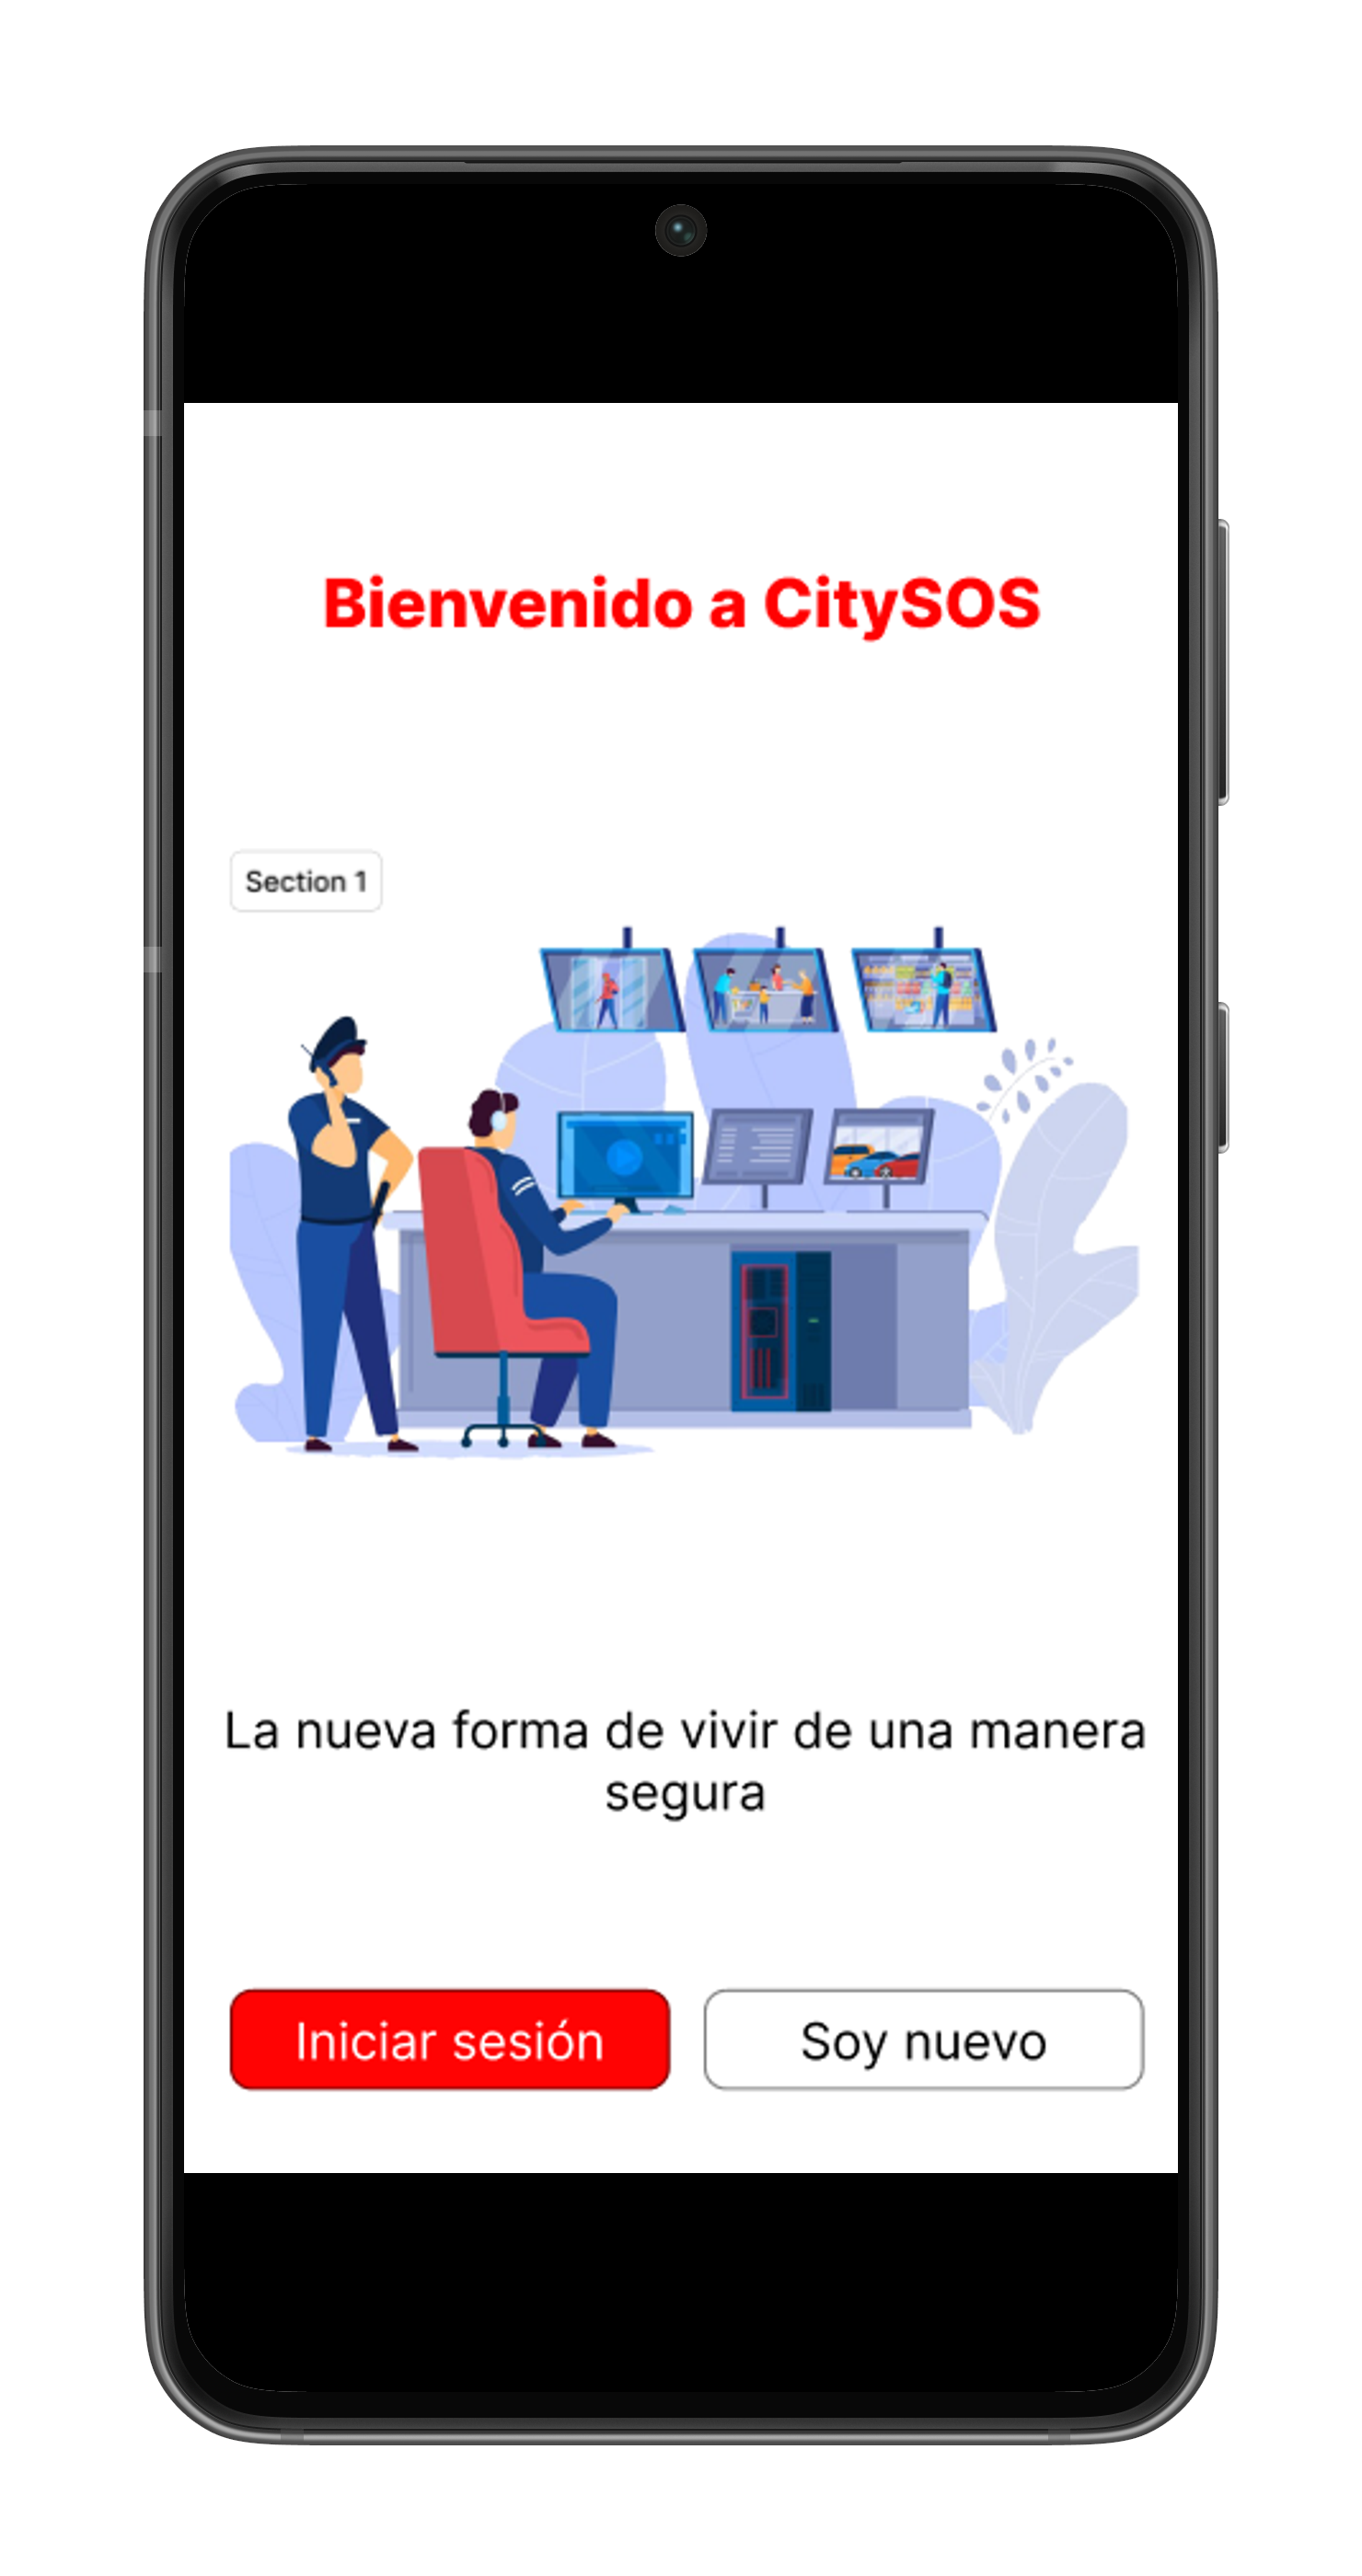 Bienvenido a CitySOS
Section 1
La nueva forma de vivir de una manera
segura
Iniciar sesión
Soy nuevo